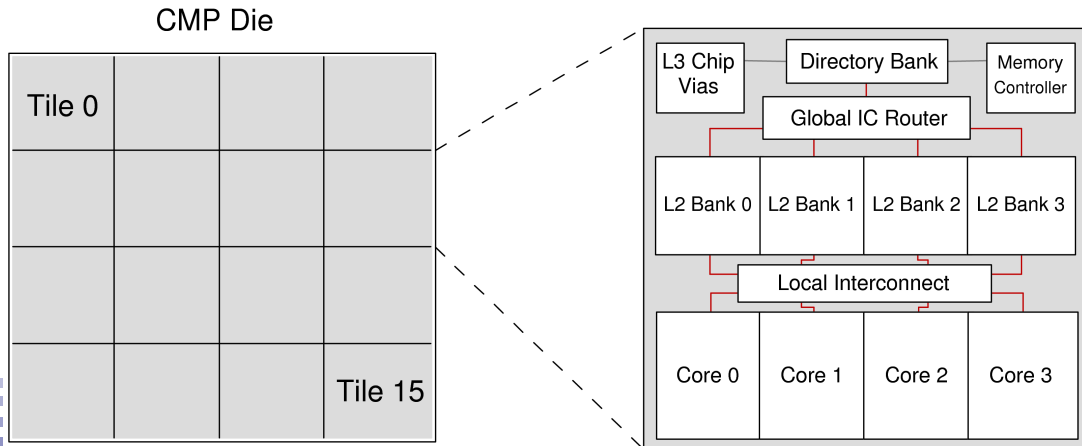 CMP Die
Tile 0
Tile 15
L3 Chip
Vias
Directory Bank
Memory
Controller
Global IC Router
L2 Bank 0
L2 Bank 1
L2 Bank 2
L2 Bank 3
Local Interconnect
Core 0
Core 1
Core 2
Core 3